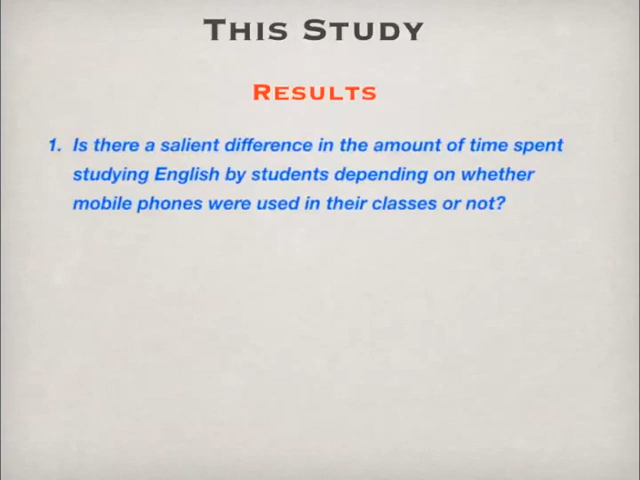 This Study
Results
1. Is there a salient difference in the amount of time spent
studying English by students depending on whether
mobile phones were used in their classes or not?